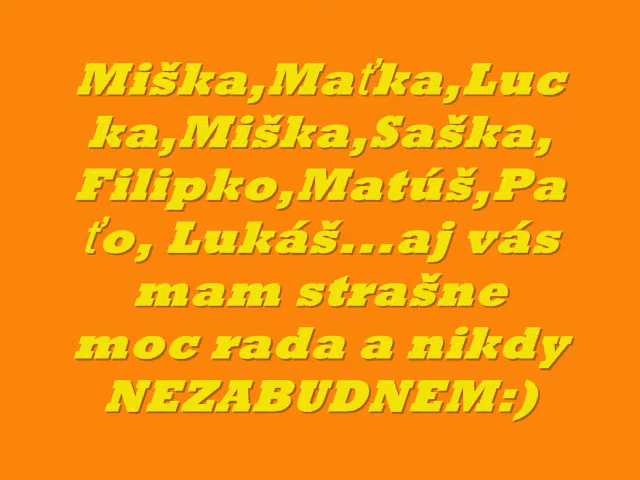 Miška,Maťka,Luc
ka,Miška,Saška,
Filipko,Matúš,Pa
ťo, Lukáš...aj vás
mam strašne
moc rada a nikdy
NEZABUDNEM:)